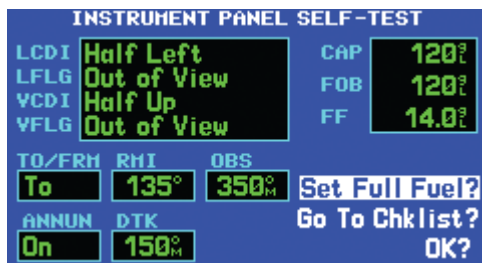 INSTRUMENT PANEL SELF-TEST
LCDI Half Left
LFLG Out of View
VCDI Half Up
VFLG Out of View
CAP 120 g/l
FOB 120 g/l
FF 14.0 g/l
TO/FRM RMI OBS
To 135° 350°M
ANNUN DTK
On 150°M
Set Full Fuel?
Go To Chklist?
OK?